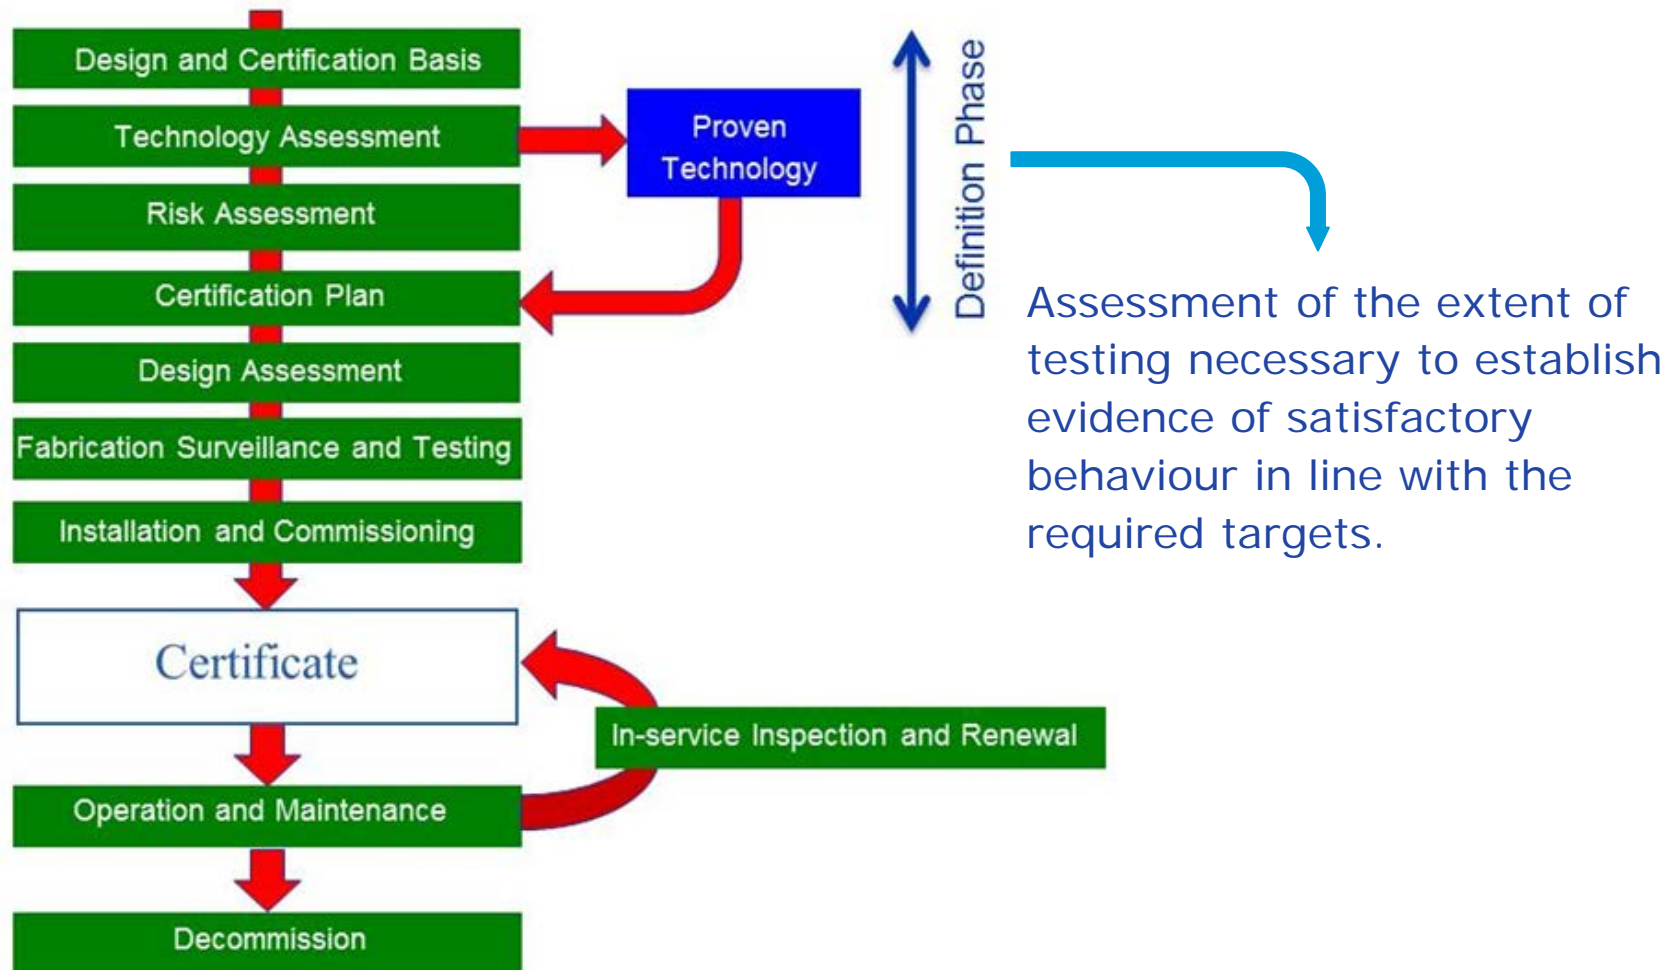 Design and Certification Basis
Technology Assessment
Proven
Technology
Risk Assessment
Certification Plan
Design Assessment
Fabrication Surveillance and Testing
Installation and Commissioning
Certificate
In-service Inspection and Renewal
Operation and Maintenance
Decommission
Definition Phase
Assessment of the extent of
testing necessary to establish
evidence of satisfactory
behaviour in line with the
required targets.